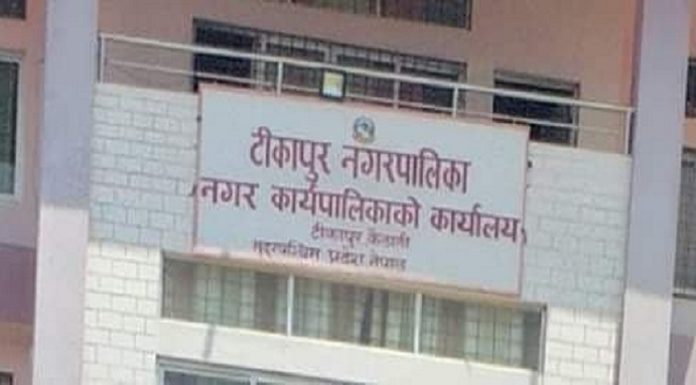 टीकापुर नगरपालिका
नगर कार्यपालिकाको कार्यालय
टीकापुर कैलाली
सुदूरपश्चिम प्रदेश नेपाल